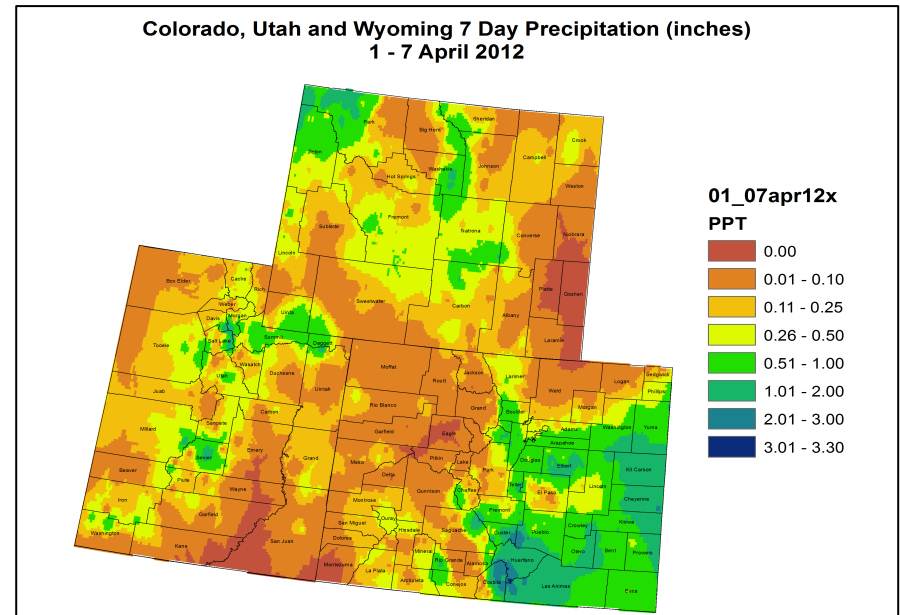 Colorado, Utah and Wyoming 7 Day Precipitation (inches)
1 - 7 April 2012
01_07apr12x
PPT
0.00
0.01 - 0.10
0.11 - 0.25
0.26 - 0.50
0.51 - 1.00
1.01 - 2.00
2.01 - 3.00
3.01 - 3.30
Park
Big Horn
Sheridan
Crook
Campbell
Johnson
Teton
Washakie
Hot Springs
Weston
Fremont
Sublette
Natrona
Converse
Niobrara
Lincoln
Platte
Goshen
Sweetwater
Carbon
Albany
Uinta
Laramie
Box Elder
Cache
Rich
Weber
Morgan
Davis
Salt Lake
Summit
Daggett
Tooele
Wasatch
Utah
Duchesne
Uintah
Juab
Carbon
Sanpete
Millard
Emery
Grand
Sevier
Beaver
Piute
Wayne
Iron
Garfield
Washington
Kane
San Juan
Moffat
Routt
Jackson
Larimer
Weld
Logan
Sedgwick
Phillips
Rio Blanco
Grand
Boulder
Morgan
Garfield
Eagle
Adams
Washington
Yuma
Arapahoe
Mesa
Pitkin
Lake
Park
Douglas
Elbert
Kit Carson
Delta
Gunnison
Chaffee
Teller
El Paso
Lincoln
Cheyenne
Montrose
Fremont
Ouray
San Miguel
Hinsdale
Saguache
Custer
Pueblo
Crowley
Kiowa
Dolores
Mineral
Otero
Bent
Prowers
Montezuma
La Plata
Rio Grande
Alamosa
Huerfano
Archuleta
Conejos
Costilla
Las Animas
Baca